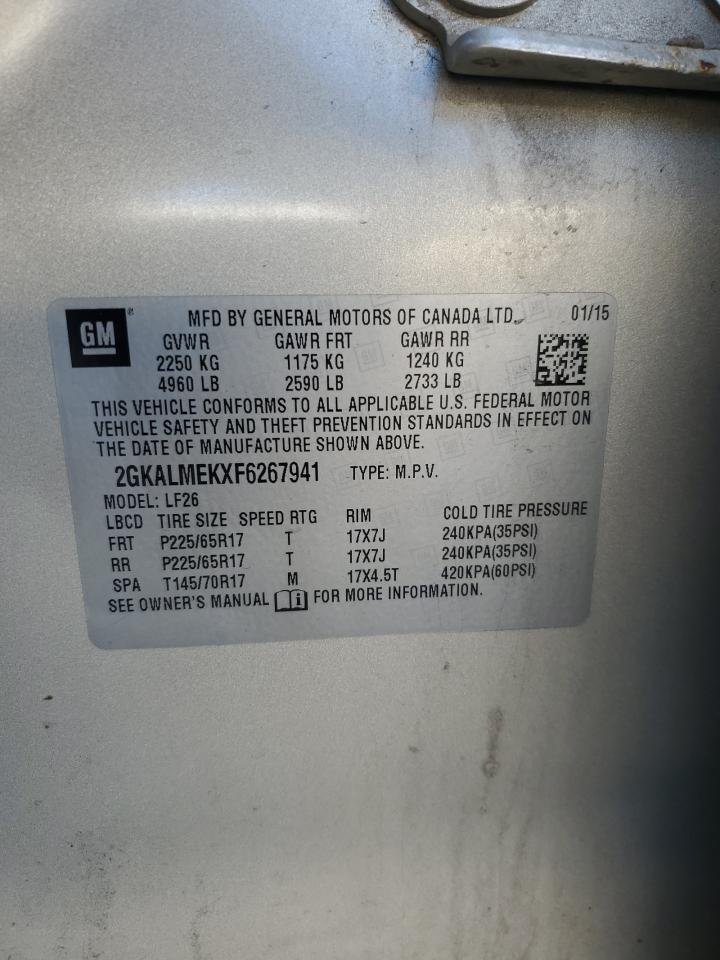 GM® MFD BY GENERAL MOTORS OF CANADA LTD. 01/15
GVWR GAWR FRT GAWR RR
2250 KG 1175 KG 1240 KG
4960 LB 2590 LB 2733 LB
THIS VEHICLE CONFORMS TO ALL APPLICABLE U.S. FEDERAL MOTOR
VEHICLE SAFETY AND THEFT PREVENTION STANDARDS IN EFFECT ON
THE DATE OF MANUFACTURE SHOWN ABOVE.
2GKALMEKXF6267941 TYPE: M.P.V.
MODEL: LF26
LBCD TIRE SIZE SPEED RTG RIM COLD TIRE PRESSURE
FRT P225/65R17 T 17X7J 240KPA(35PSI)
RR P225/65R17 T 17X7J 240KPA(35PSI)
SPA T145/70R17 M 17X4.5T 420KPA(60PSI)
SEE OWNER'S MANUAL i FOR MORE INFORMATION.